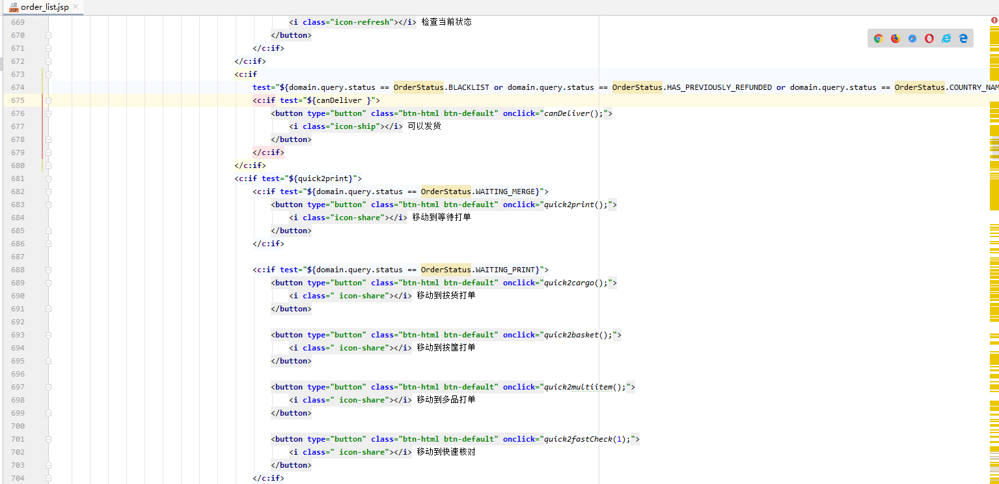 order_list.jsp
669 <i class="icon-refresh"></i> 检查当前状态
670 </button>
671 </c:if>
672 </c:if>
673 <c:if
674 test="${domain.query.status == OrderStatus.BLACKLIST or domain.query.status == OrderStatus.HAS_PREVIOUSLY_REFUNDED or domain.query.status == OrderStatus.COUNTRY_NAM
675 <c:if test="${canDeliver }">
676 <button type="button" class="btn-html btn-default" onclick="canDeliver();">
677 <i class="icon-ship"></i> 可以发货
678 </button>
679 </c:if>
680 </c:if>
681 <c:if test="${quick2print}">
682 <c:if test="${domain.query.status == OrderStatus.WAITING_MERGE}">
683 <button type="button" class="btn-html btn-default" onclick="quick2print();">
684 <i class="icon-share"></i> 移动到等待打单
685 </button>
686 </c:if>
687
688 <c:if test="${domain.query.status == OrderStatus.WAITING_PRINT}">
689 <button type="button" class="btn-html btn-default" onclick="quick2cargo();">
690 <i class=" icon-share"></i> 移动到按货打单
691 </button>
692
693 <button type="button" class="btn-html btn-default" onclick="quick2basket();">
694 <i class=" icon-share"></i> 移动到按筐打单
695 </button>
696
697 <button type="button" class="btn-html btn-default" onclick="quick2multiitem();">
698 <i class=" icon-share"></i> 移动到多品打单
699 </button>
700
701 <button type="button" class="btn-html btn-default" onclick="quick2fastCheck(1);">
702 <i class=" icon-share"></i> 移动到快速核对
703 </button>
704 </c:if>